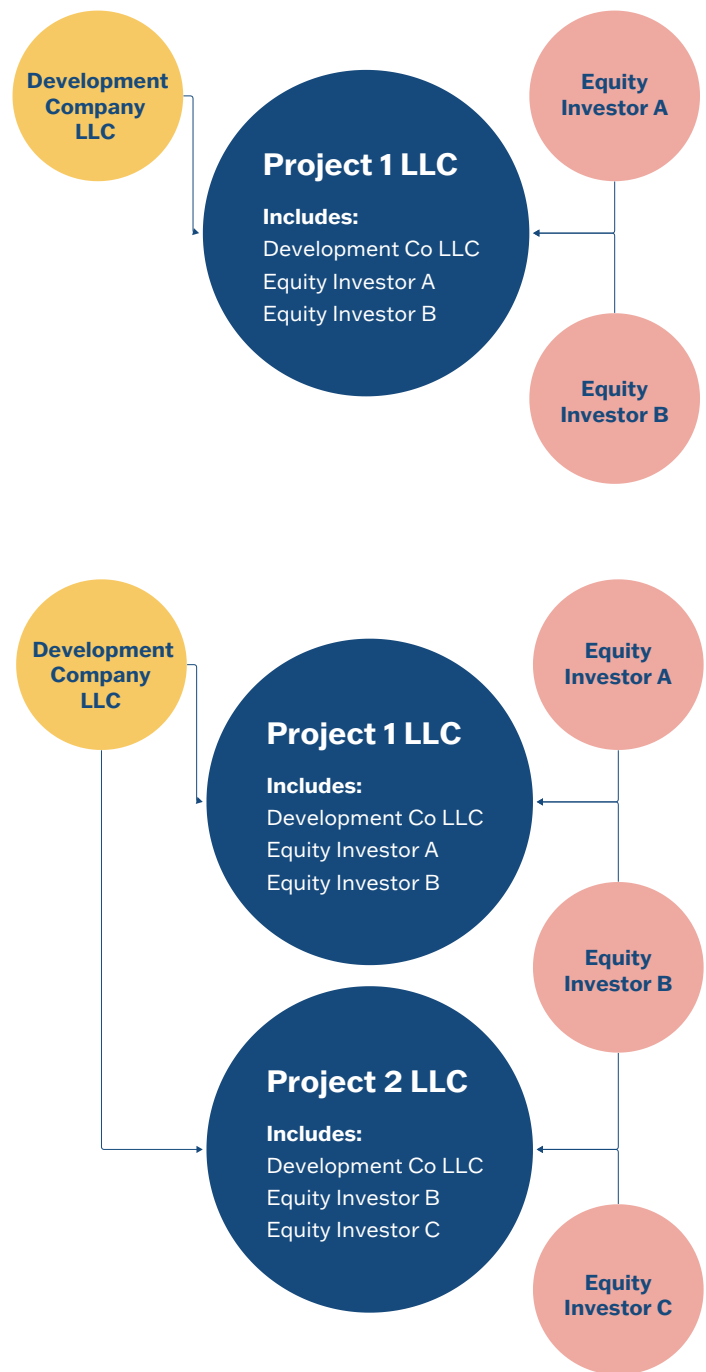 Development
Company
LLC
Equity
Investor A
Project 1 LLC
Includes:
Development Co LLC
Equity Investor A
Equity Investor B
Equity
Investor B
Development
Company
LLC
Equity
Investor A
Project 1 LLC
Includes:
Development Co LLC
Equity Investor A
Equity Investor B
Equity
Investor B
Project 2 LLC
Includes:
Development Co LLC
Equity Investor B
Equity Investor C
Equity
Investor C